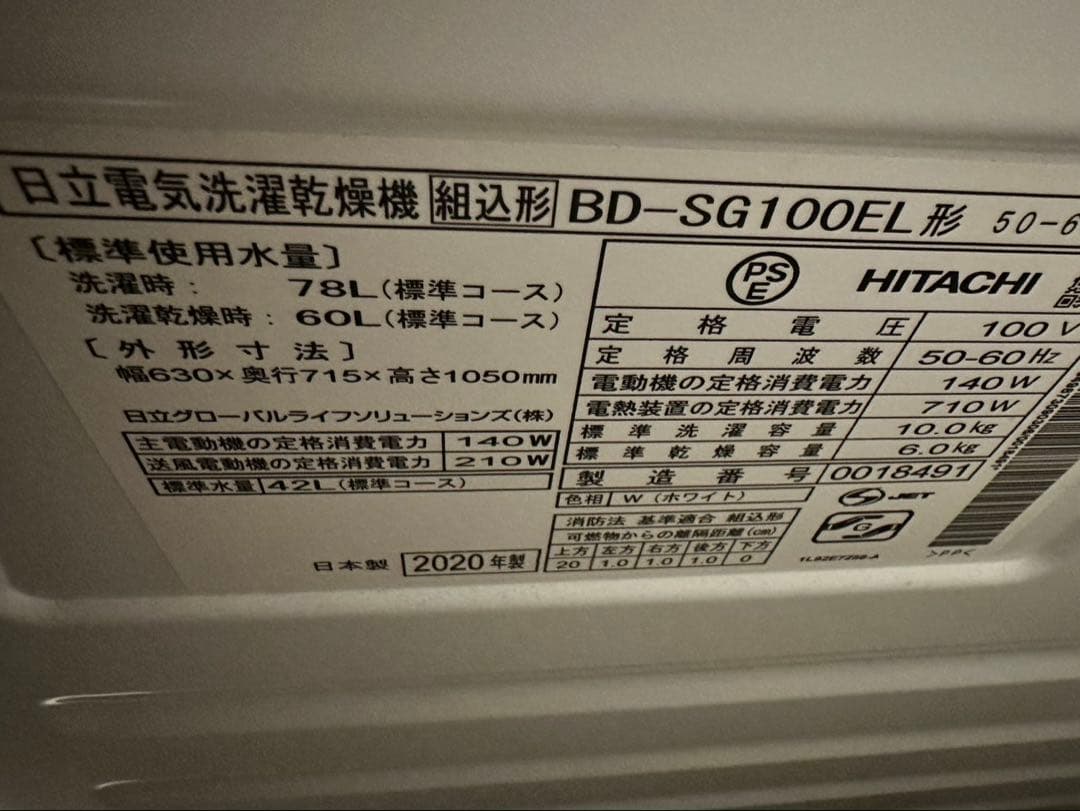 日立電気洗濯乾燥機 組込形 BD-SG100EL形 50-6
〔標準使用水量〕
洗濯時： 78L(標準コース)
洗濯乾燥時： 60L(標準コース)
〔外形寸法〕
幅630×奥行715×高さ1050mm
日立グローバルライフソリューションズ(株)
主電動機の定格消費電力 140W
送風電動機の定格消費電力 210W
標準水量 42L(標準コース)
日本製 2020年製
PSE HITACHI
定格電圧 100V
定格周波数 50-60Hz
電動機の定格消費電力 140W
電熱装置の定格消費電力 710W
標準洗濯容量 10.0kg
標準乾燥容量 6.0kg
製造番号 0018491
色相 W(ホワイト)
JET
消防法 基準適合 組込形
可燃物からの離隔距離(cm)
上方 左方 右方 後方 下方
20 1.0 1.0 1.0 0
G
>PP<